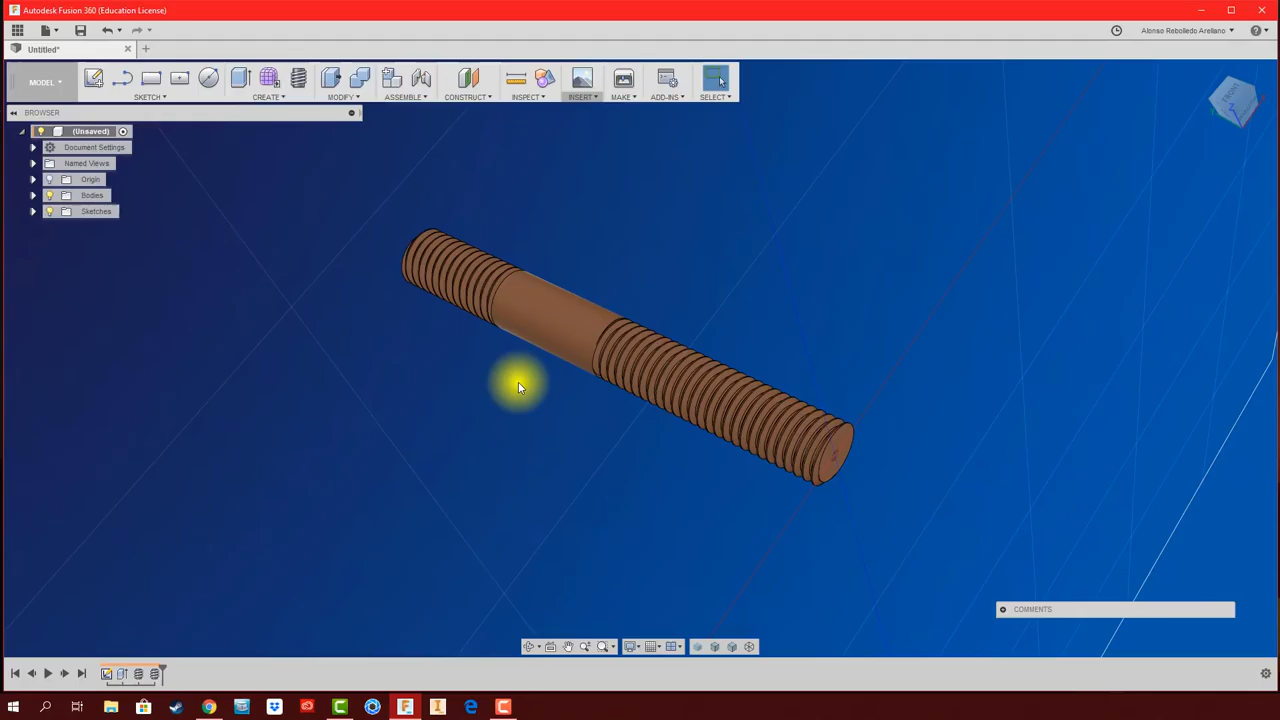 Autodesk Fusion 360 (Education License)
Alonso Rebolledo Arellano
Untitled*
MODEL
SKETCH
CREATE
MODIFY
ASSEMBLE
CONSTRUCT
INSPECT
INSERT
MAKE
ADD-INS
SELECT
BROWSER
(Unsaved)
Document Settings
Named Views
Origin
Bodies
Sketches
FRONT
COMMENTS